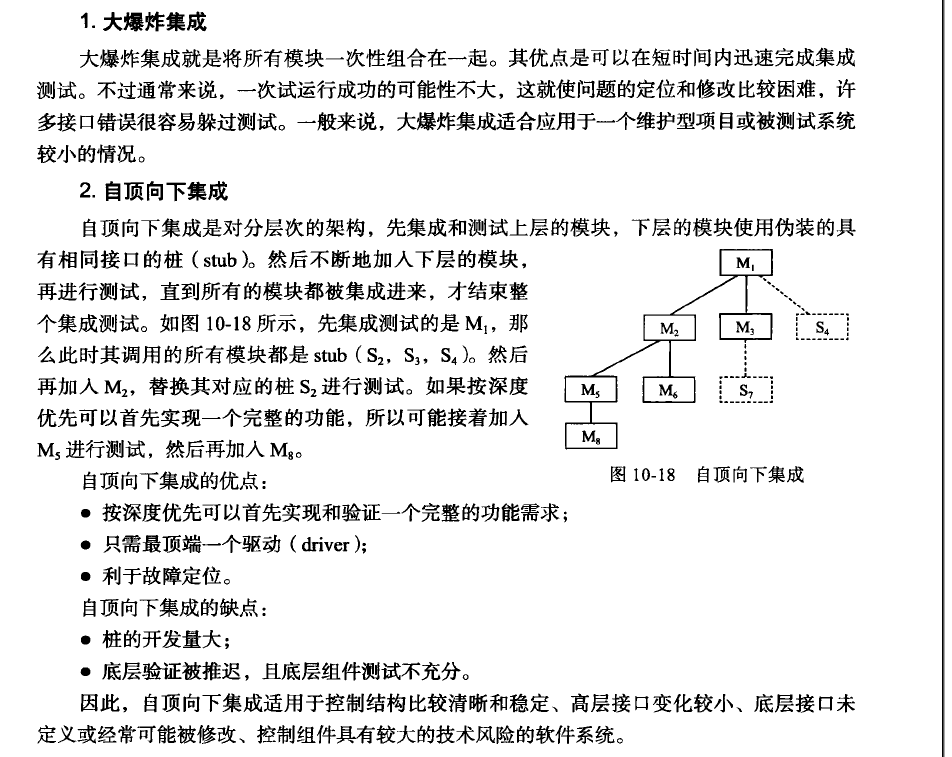 1. 大爆炸集成
大爆炸集成就是将所有模块一次性组合在一起。其优点是可以在短时间内迅速完成集成
测试。不过通常来说，一次试运行成功的可能性不大，这就使问题的定位和修改比较困难，许
多接口错误很容易躲过测试。一般来说，大爆炸集成适合应用于一个维护型项目或被测试系统
较小的情况。
2. 自顶向下集成
自顶向下集成是对分层次的架构，先集成和测试上层的模块，下层的模块使用伪装的具
有相同接口的桩（stub）。然后不断地加入下层的模块，
再进行测试，直到所有的模块都被集成进来，才结束整
个集成测试。如图 10-18 所示，先集成测试的是 M₁，那
么此时其调用的所有模块都是 stub（S₂，S₃，S₄）。然后
再加入 M₂，替换其对应的桩 S₂ 进行测试。如果按深度
优先可以首先实现一个完整的功能，所以可能接着加入
M₅ 进行测试，然后再加入 M₈。
M₁
M₂ M₃ S₄
M₅ M₆ S₇
M₈
图 10-18 自顶向下集成
自顶向下集成的优点：
● 按深度优先可以首先实现和验证一个完整的功能需求；
● 只需最顶端一个驱动（driver）；
● 利于故障定位。
自顶向下集成的缺点：
● 桩的开发量大；
● 底层验证被推迟，且底层组件测试不充分。
因此，自顶向下集成适用于控制结构比较清晰和稳定、高层接口变化较小、底层接口未
定义或经常可能被修改、控制组件具有较大的技术风险的软件系统。